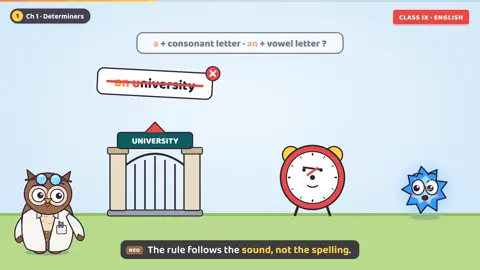 1 Ch 1 · Determiners
CLASS IX · ENGLISH
a + consonant letter · an + vowel letter ?
an university
UNIVERSITY
NEO The rule follows the sound, not the spelling.